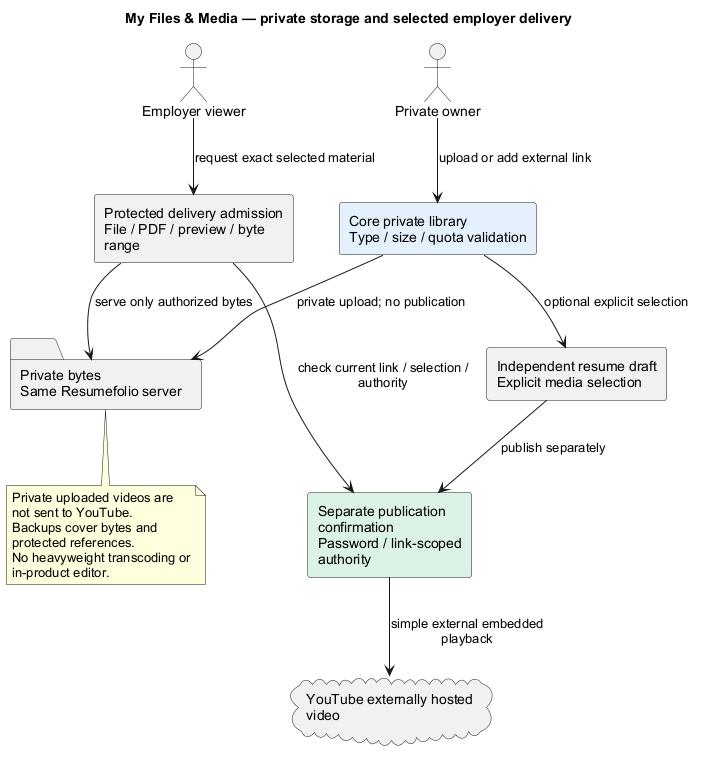 My Files & Media — private storage and selected employer delivery
Employer viewer
Private owner
request exact selected material
upload or add external link
Protected delivery admission
File / PDF / preview / byte
range
Core private library
Type / size / quota validation
serve only authorized bytes
private upload; no publication
optional explicit selection
Private bytes
Same Resumefolio server
check current link / selection /
authority
Independent resume draft
Explicit media selection
publish separately
Private uploaded videos are
not sent to YouTube.
Backups cover bytes and
protected references.
No heavyweight transcoding or
in-product editor.
Separate publication
confirmation
Password / link-scoped
authority
simple external embedded
playback
YouTube externally hosted
video